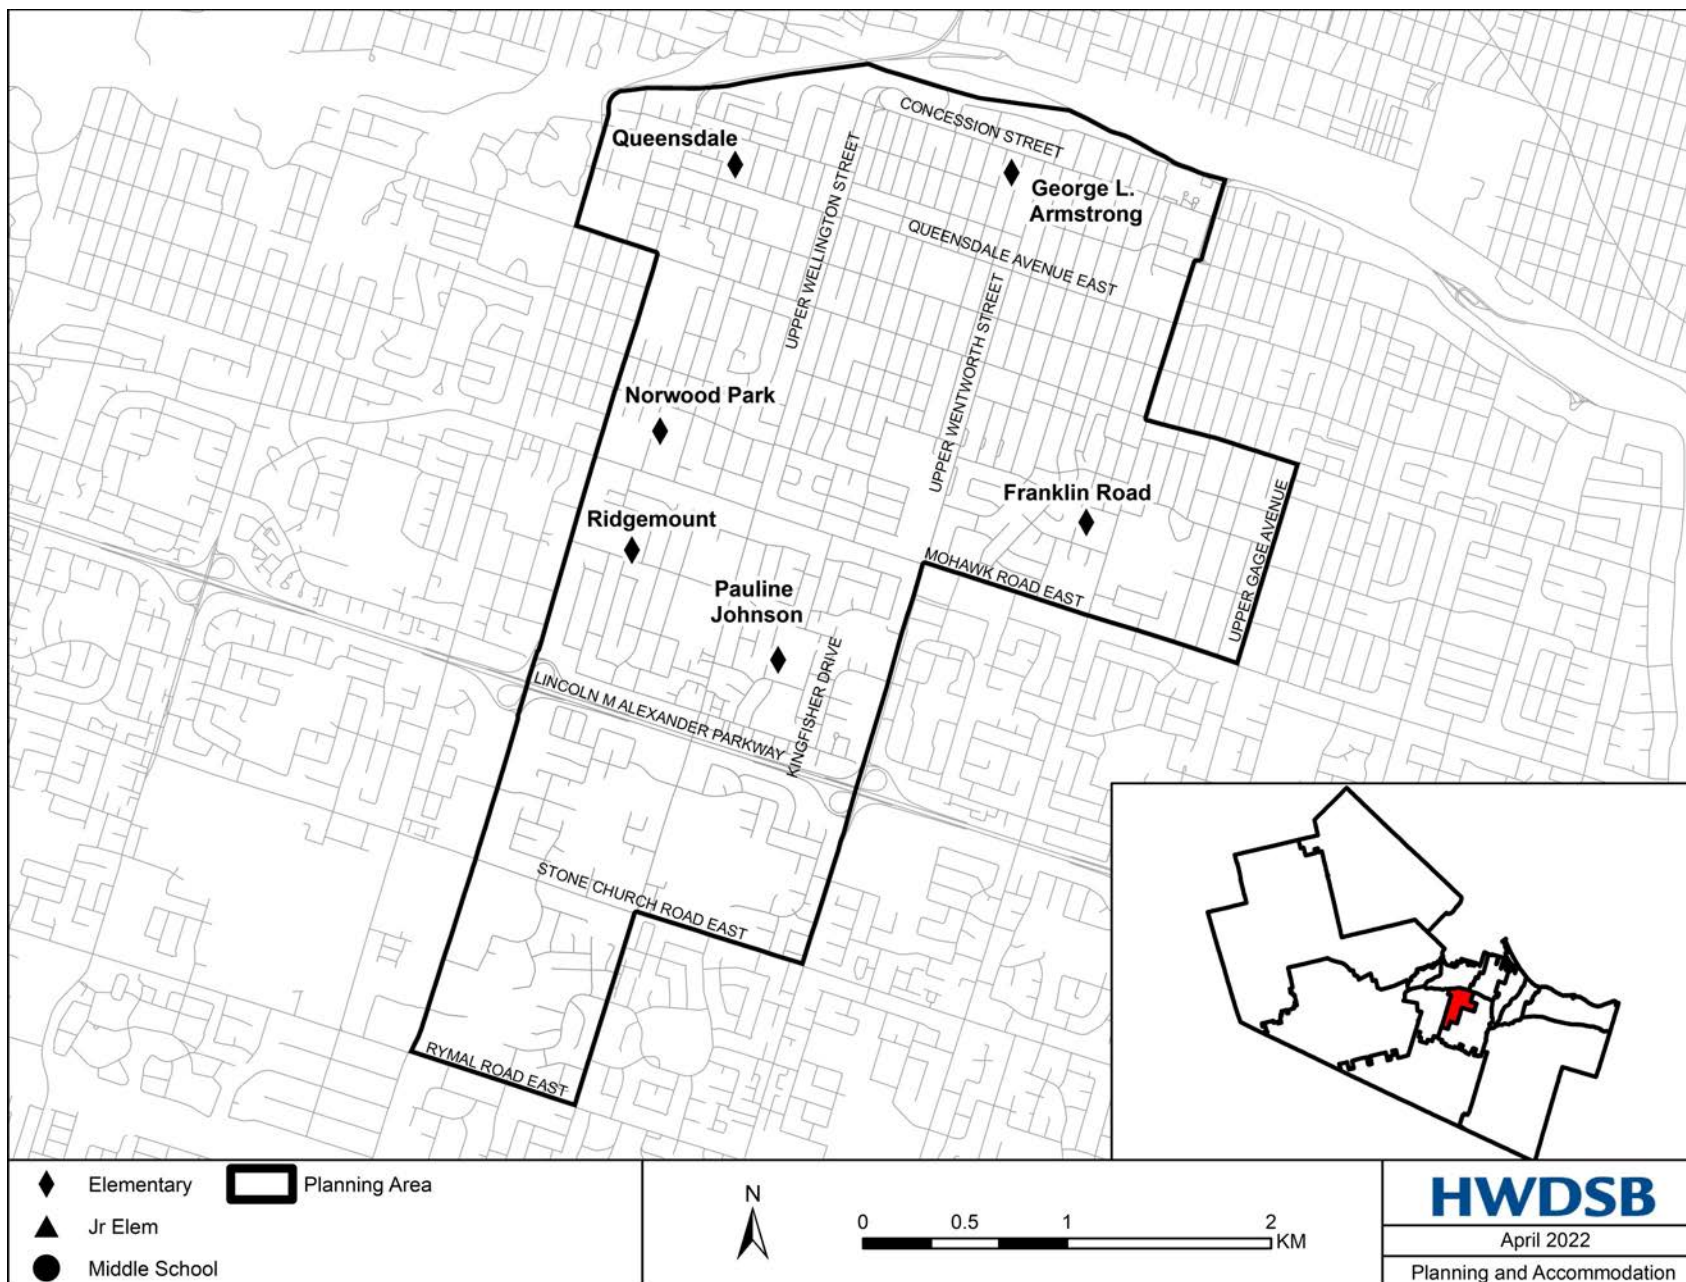 CONCESSION STREET
Queensdale
George L.
Armstrong
UPPER WELLINGTON STREET
QUEENSDALE AVENUE EAST
UPPER WENTWORTH STREET
Norwood Park
Franklin Road
Ridgemount
UPPER GAGE AVENUE
MOHAWK ROAD EAST
Pauline
Johnson
KINGFISHER DRIVE
LINCOLN M ALEXANDER PARKWAY
STONE CHURCH ROAD EAST
RYMAL ROAD EAST
Elementary
Planning Area
Jr Elem
Middle School
N
0 0.5 1 2
KM
HWDSB
April 2022
Planning and Accommodation